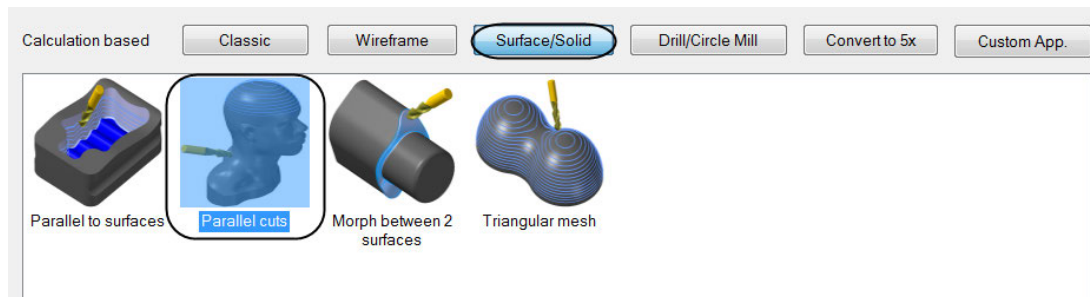 Calculation based Classic Wireframe Surface/Solid Drill/Circle Mill Convert to 5x Custom App.
Parallel to surfaces Parallel cuts Morph between 2 surfaces Triangular mesh